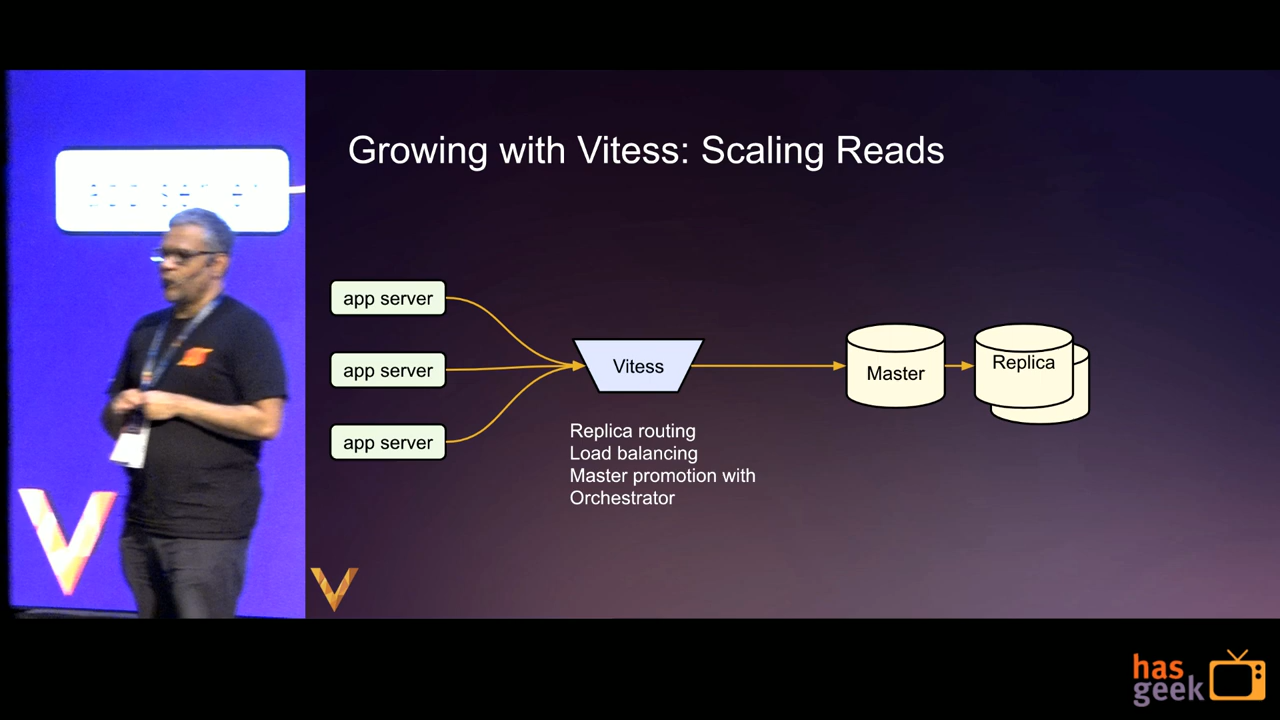 Growing with Vitess: Scaling Reads
app server
app server
app server
Vitess
Master
Replica
Replica routing
Load balancing
Master promotion with
Orchestrator
has
geek